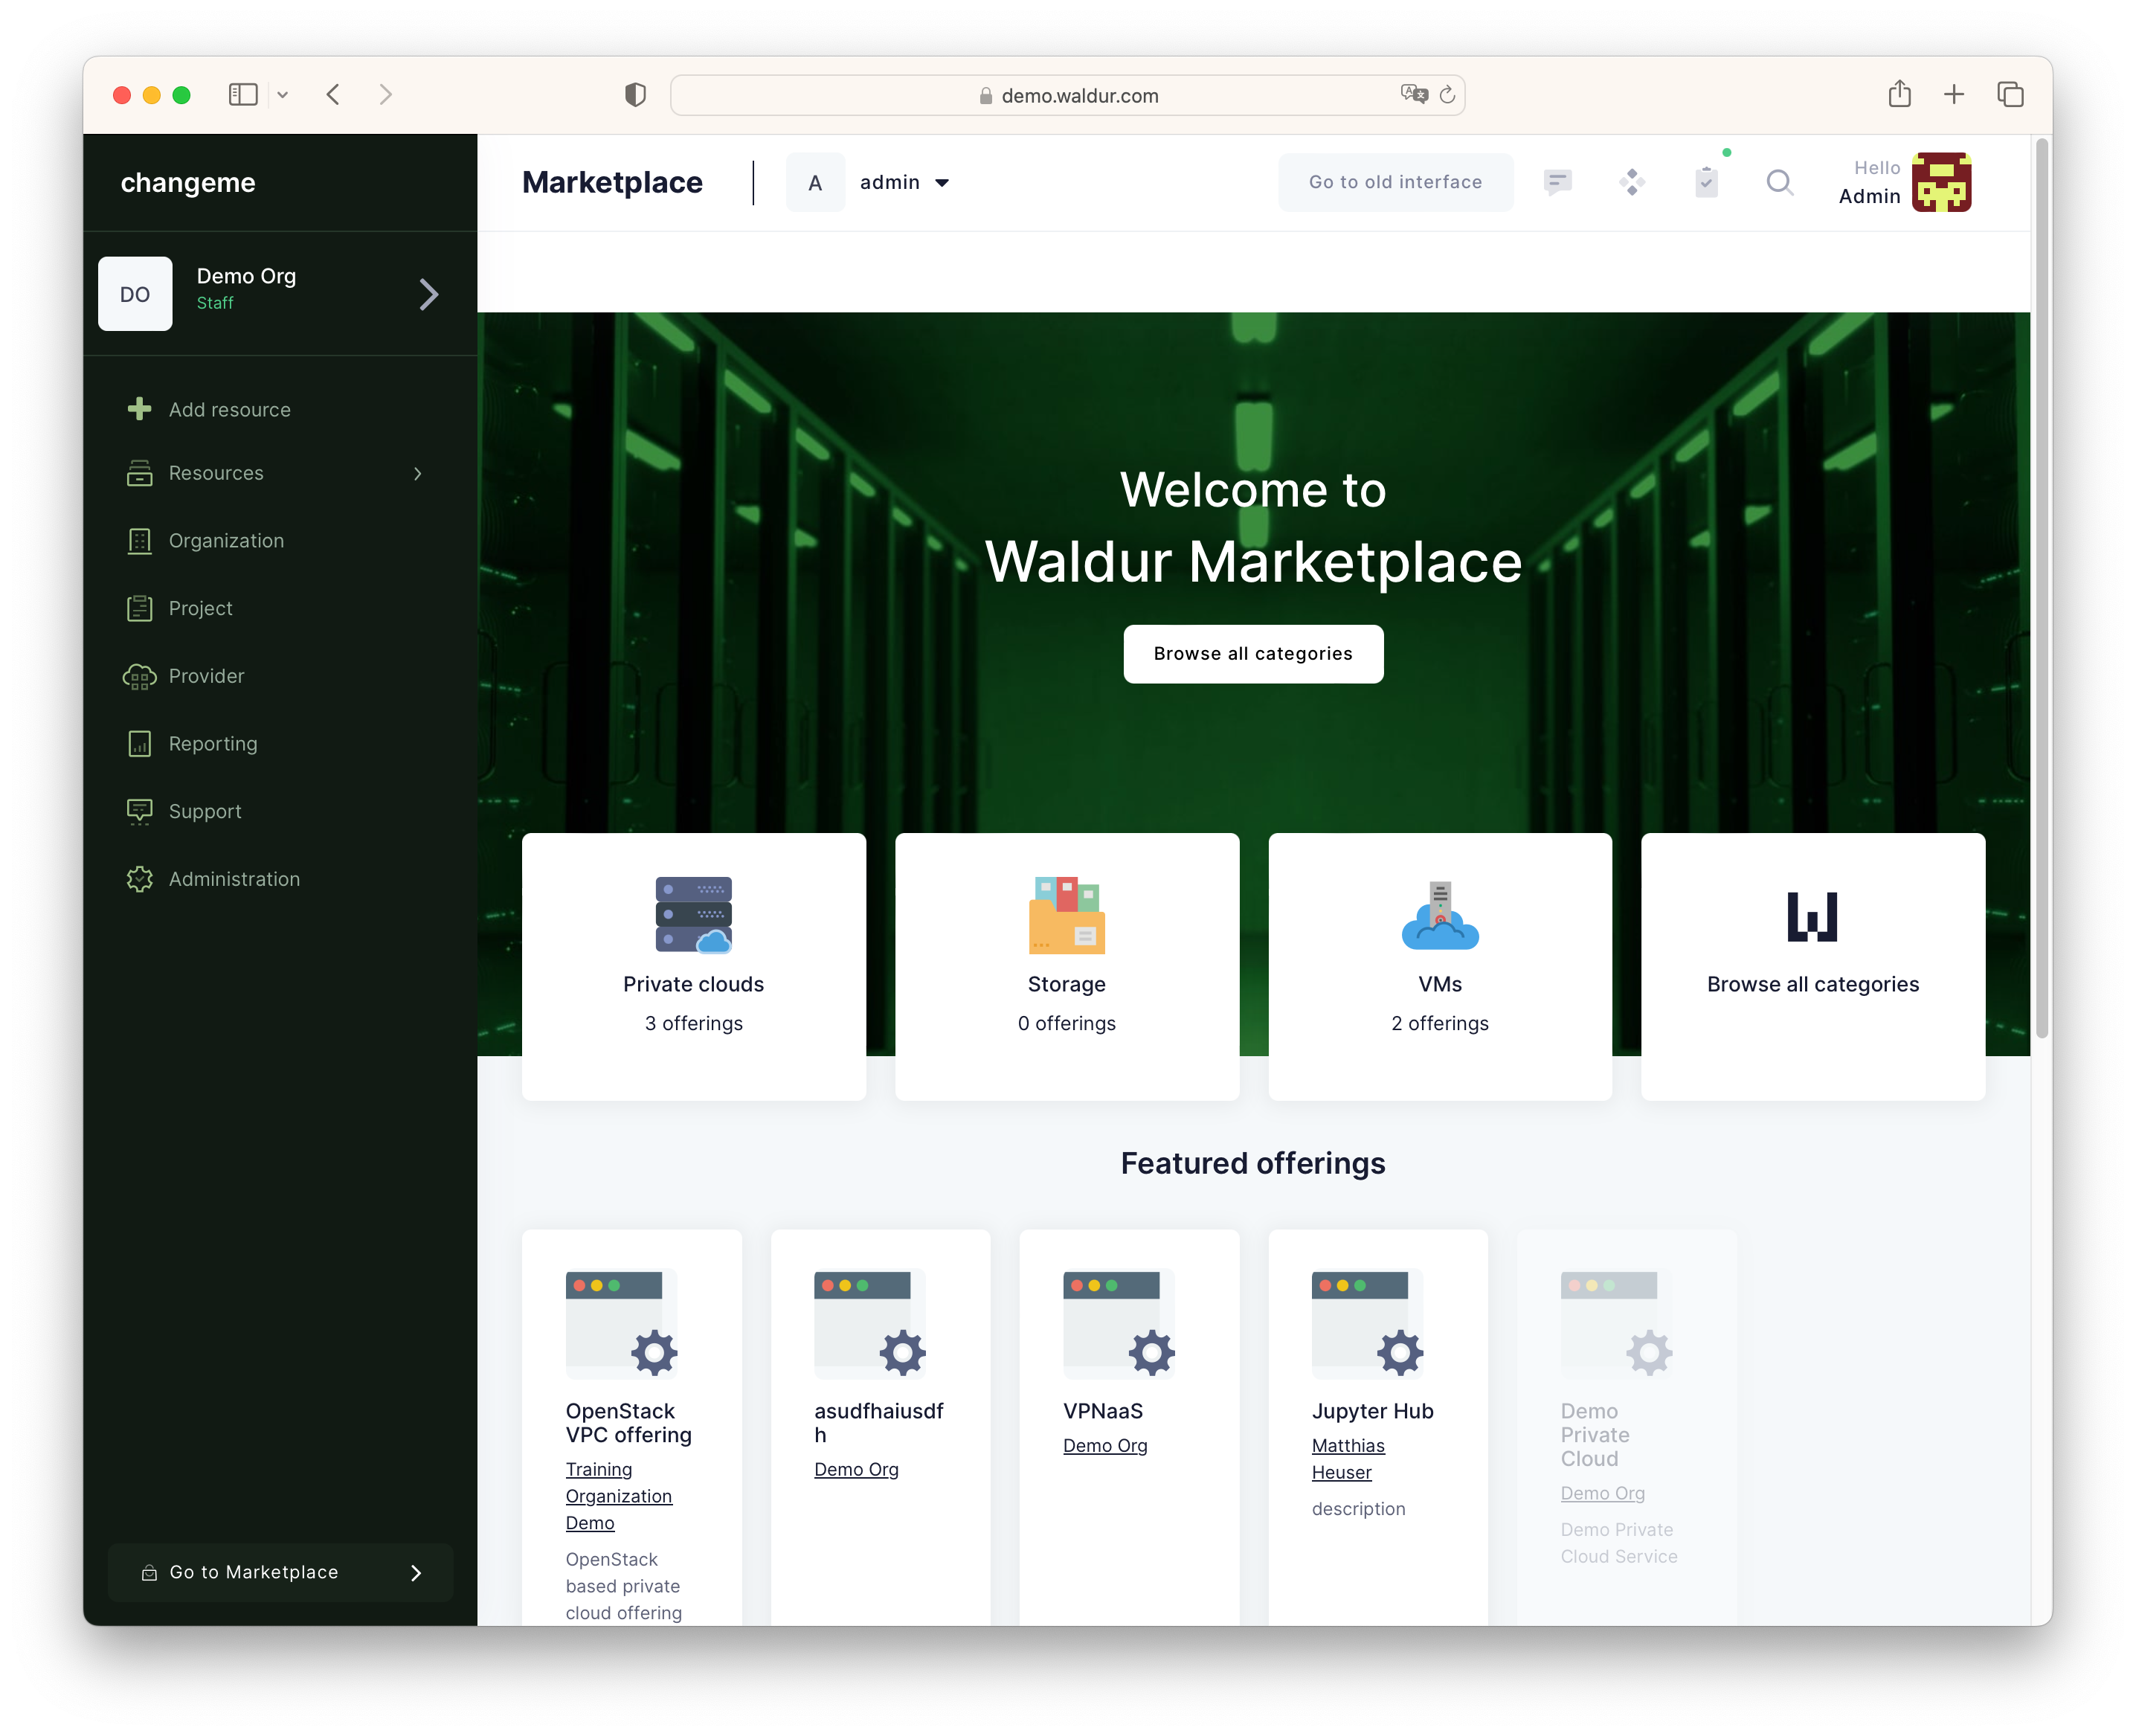 demo.waldur.com
changeme
Marketplace
A
admin
Go to old interface
Hello
Admin
DO
Demo Org
Staff
Add resource
Resources
Organization
Project
Provider
Reporting
Support
Administration
Go to Marketplace
Welcome to
Waldur Marketplace
Browse all categories
Private clouds
3 offerings
Storage
0 offerings
VMs
2 offerings
Browse all categories
Featured offerings
OpenStack
VPC offering
Training
Organization
Demo
OpenStack
based private
cloud offering
asudfhaiusdf
h
Demo Org
VPNaaS
Demo Org
Jupyter Hub
Matthias
Heuser
description
Demo
Private
Cloud
Demo Org
Demo Private
Cloud Service